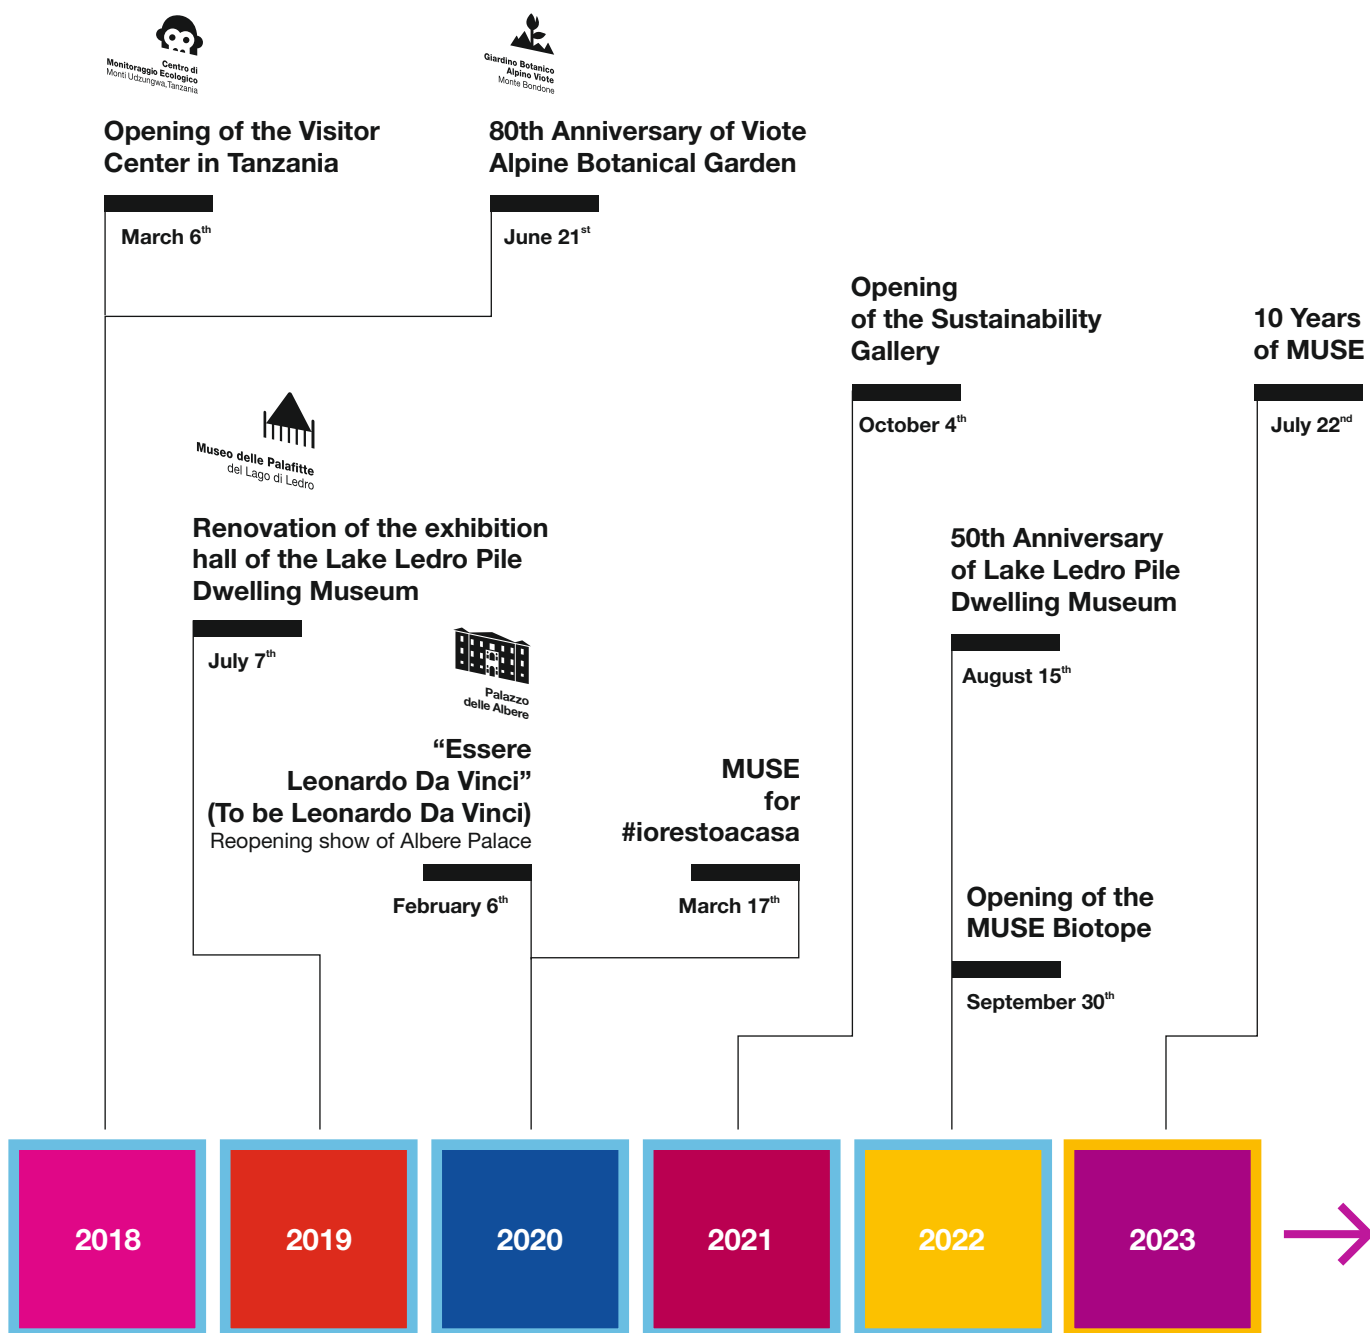 Centro di
Monitoraggio Ecologico
Monti Udzungwa, Tanzania
Opening of the Visitor
Center in Tanzania
March 6th
Giardino Botanico
Alpino Viote
Monte Bondone
80th Anniversary of Viote
Alpine Botanical Garden
June 21st
Opening
of the Sustainability
Gallery
October 4th
10 Years
of MUSE
July 22nd
Museo delle Palafitte
del Lago di Ledro
Renovation of the exhibition
hall of the Lake Ledro Pile
Dwelling Museum
July 7th
50th Anniversary
of Lake Ledro Pile
Dwelling Museum
August 15th
Palazzo
delle Albere
“Essere
Leonardo Da Vinci”
(To be Leonardo Da Vinci)
Reopening show of Albere Palace
February 6th
MUSE
for
#iorestoacasa
March 17th
Opening of the
MUSE Biotope
September 30th
2018
2019
2020
2021
2022
2023